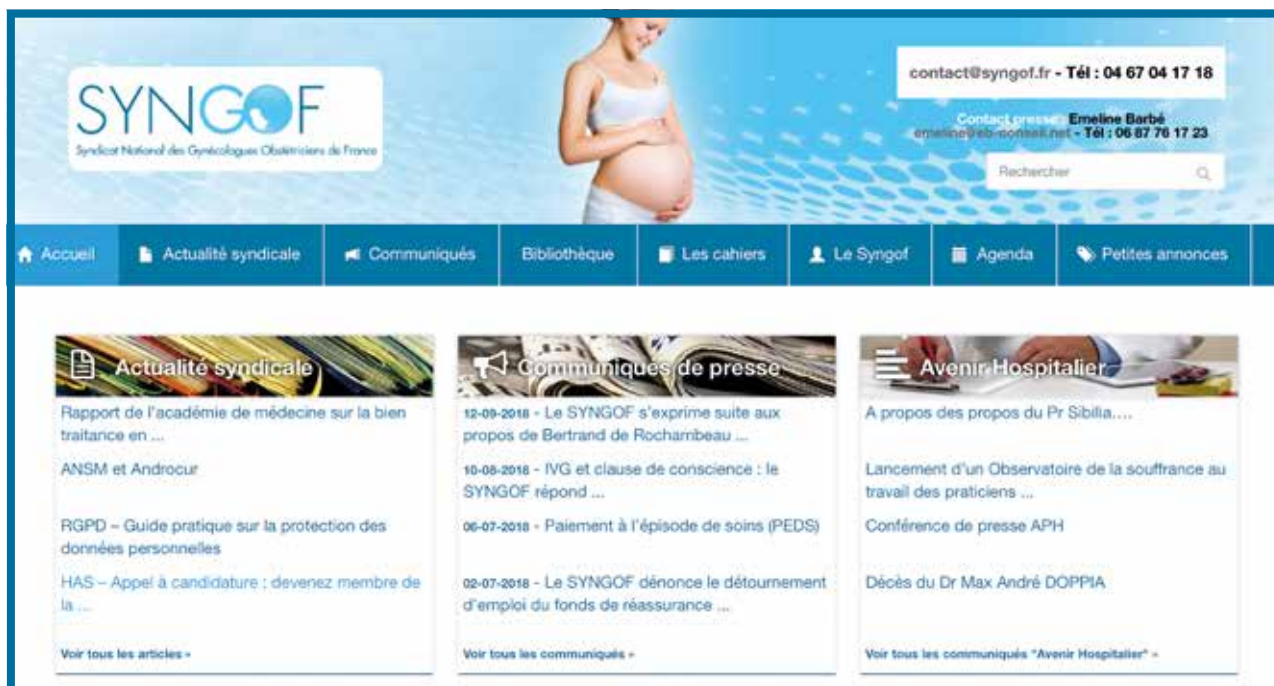 SYNGOF
Syndicat National des Gynécologues Obstétriciens de France
contact@syngof.fr - Tél : 04 67 04 17 18
Contact presse : Emeline Barbé
emeline@eb-conseil.net - Tél : 06 87 76 17 23
Rechercher
Accueil
Actualité syndicale
Communiqués
Bibliothèque
Les cahiers
Le Syngof
Agenda
Petites annonces
Actualité syndicale
Rapport de l'académie de médecine sur la bien
traitance en ...
ANSM et Androcur
RGPD – Guide pratique sur la protection des
données personnelles
HAS – Appel à candidature : devenez membre de
la ...
Voir tous les articles »
Communiqués de presse
12-09-2018 - Le SYNGOF s'exprime suite aux
propos de Bertrand de Rochambeau ...
10-08-2018 - IVG et clause de conscience : le
SYNGOF répond ...
06-07-2018 - Paiement à l'épisode de soins (PEDS)
02-07-2018 - Le SYNGOF dénonce le détournement
d'emploi du fonds de réassurance ...
Voir tous les communiqués »
Avenir Hospitalier
A propos des propos du Pr Sibilia....
Lancement d'un Observatoire de la souffrance au
travail des praticiens ...
Conférence de presse APH
Décès du Dr Max André DOPPIA
Voir tous les communiqués "Avenir Hospitalier" »